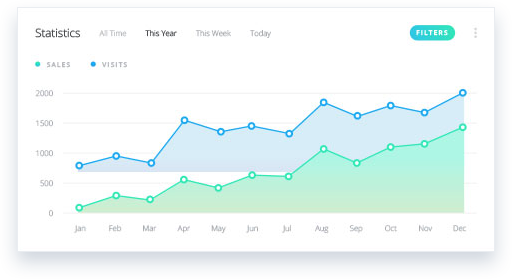 Statistics All Time This Year This Week Today FILTERS
SALES VISITS
2000
1500
1000
500
0
Jan Feb Mar Apr May Jun Jul Aug Sep Oct Nov Dec